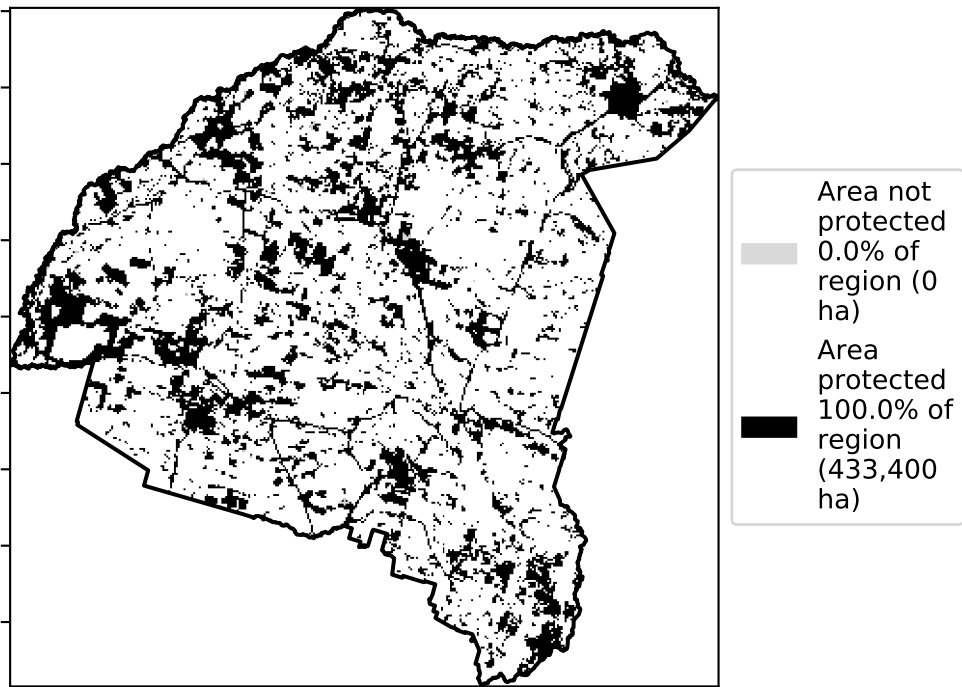 Area not
protected
0.0% of
region (0
ha)
Area
protected
100.0% of
region
(433,400
ha)